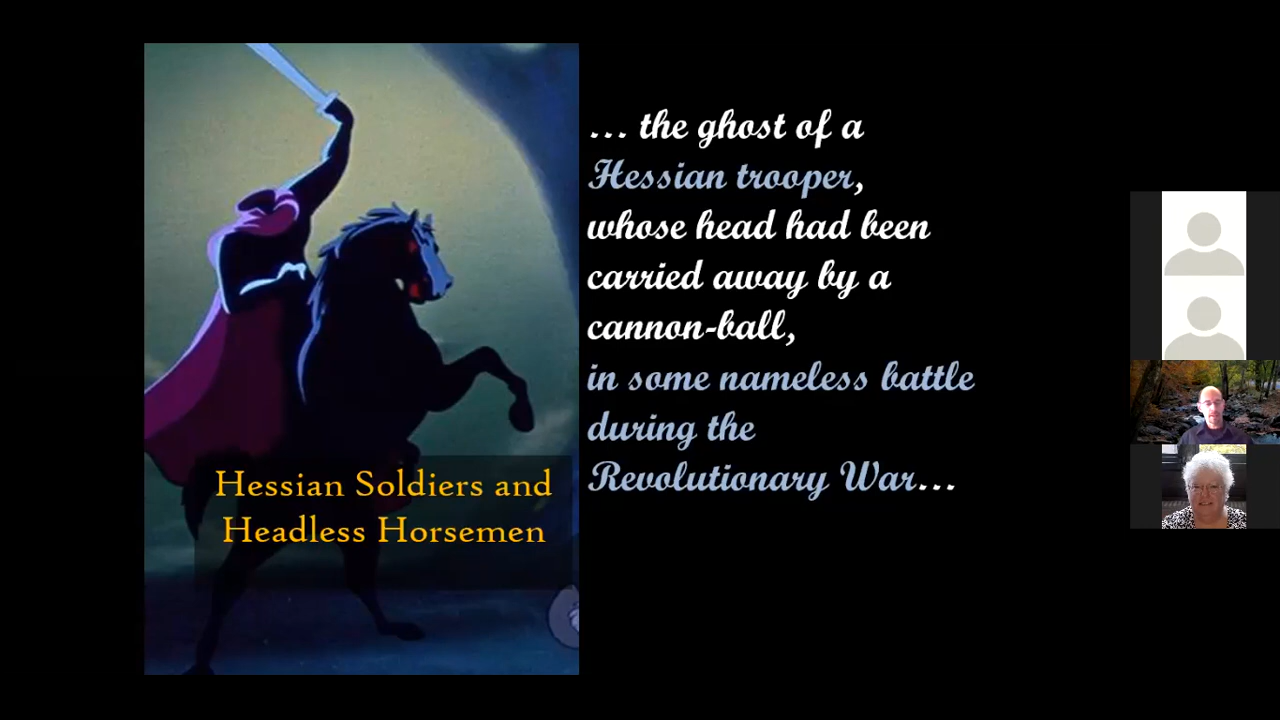 Hessian Soldiers and
Headless Horsemen
... the ghost of a
Hessian trooper,
whose head had been
carried away by a
cannon-ball,
in some nameless battle
during the
Revolutionary War...